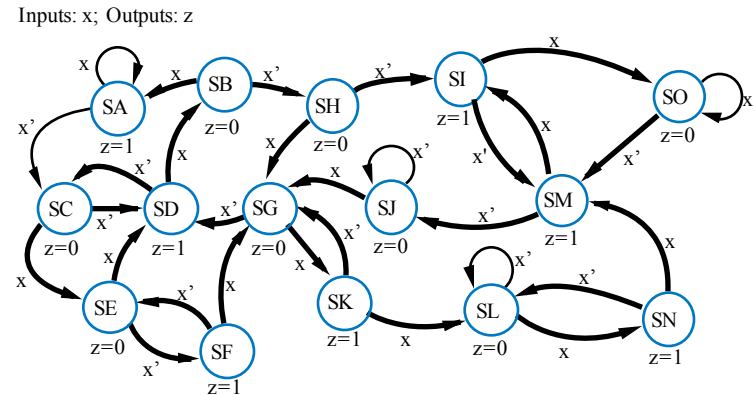 Inputs: x; Outputs: z
x
SA
z=1
x
SB
z=0
x’
SH
z=0
x’
SI
z=1
x
SO
z=0
x
x’
x’
x
x
x'
x
x’
SC
z=0
x’
x’
SD
z=1
x’
SG
z=0
x
SJ
z=0
x’
x’
SM
z=1
x
x
SE
z=0
x’
x’
SF
z=1
x
x
x’
SK
z=1
x
SL
z=0
x’
x’
x
SN
z=1
x